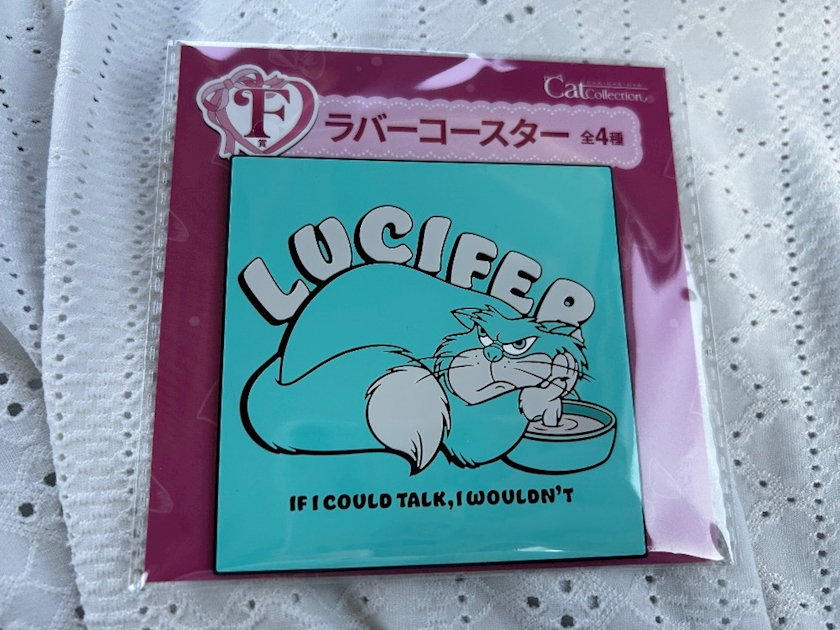 F賞
Cat Collection
ラバーコースター 全4種
LUCIFER
IF I COULD TALK, I WOULDN'T